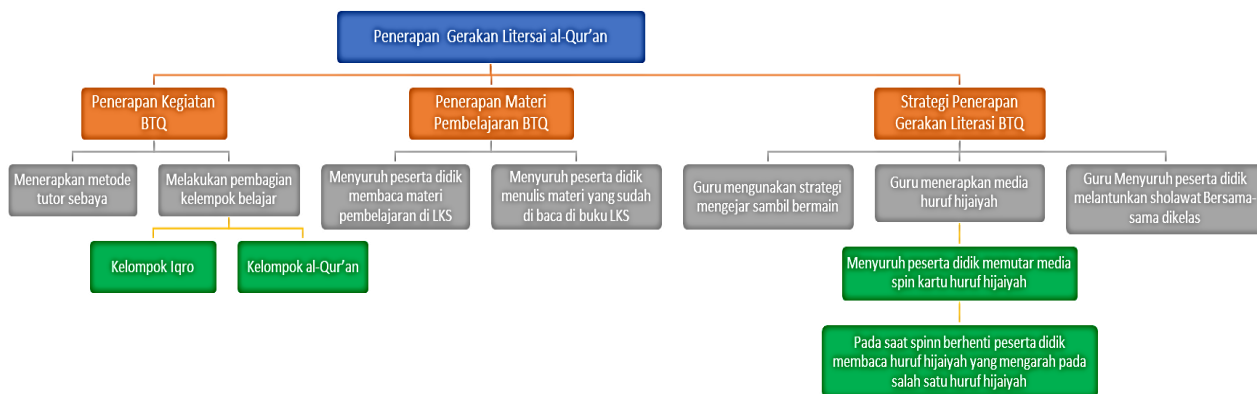 Penerapan Gerakan Litersai al-Qur'an
Penerapan Kegiatan
BTQ
Penerapan Materi
Pembelajaran BTQ
Strategi Penerapan
Gerakan Literasi BTQ
Menerapkan metode
tutor sebaya
Melakukan pembagian
kelempok belajar
Menyuruh peserta didik
membaca materi
pembelajaran di LKS
Menyuruh peserta didik
menulis materi yang sudah
di baca di buku LKS
Guru mengunakan strategi
mengejar sambil bermain
Guru menerapkan media
huruf hijaiyah
Guru Menyuruh peserta didik
melantunkan sholawat Bersama-
sama dikelas
Kelompok Iqro
Kelompok al-Qur'an
Menyuruh peserta didik memutar media
spin kartu huruf hijaiyah
Pada saat spinn berhenti peserta didik
membaca huruf hijaiyah yang mengarah pada
salah satu huruf hijaiyah